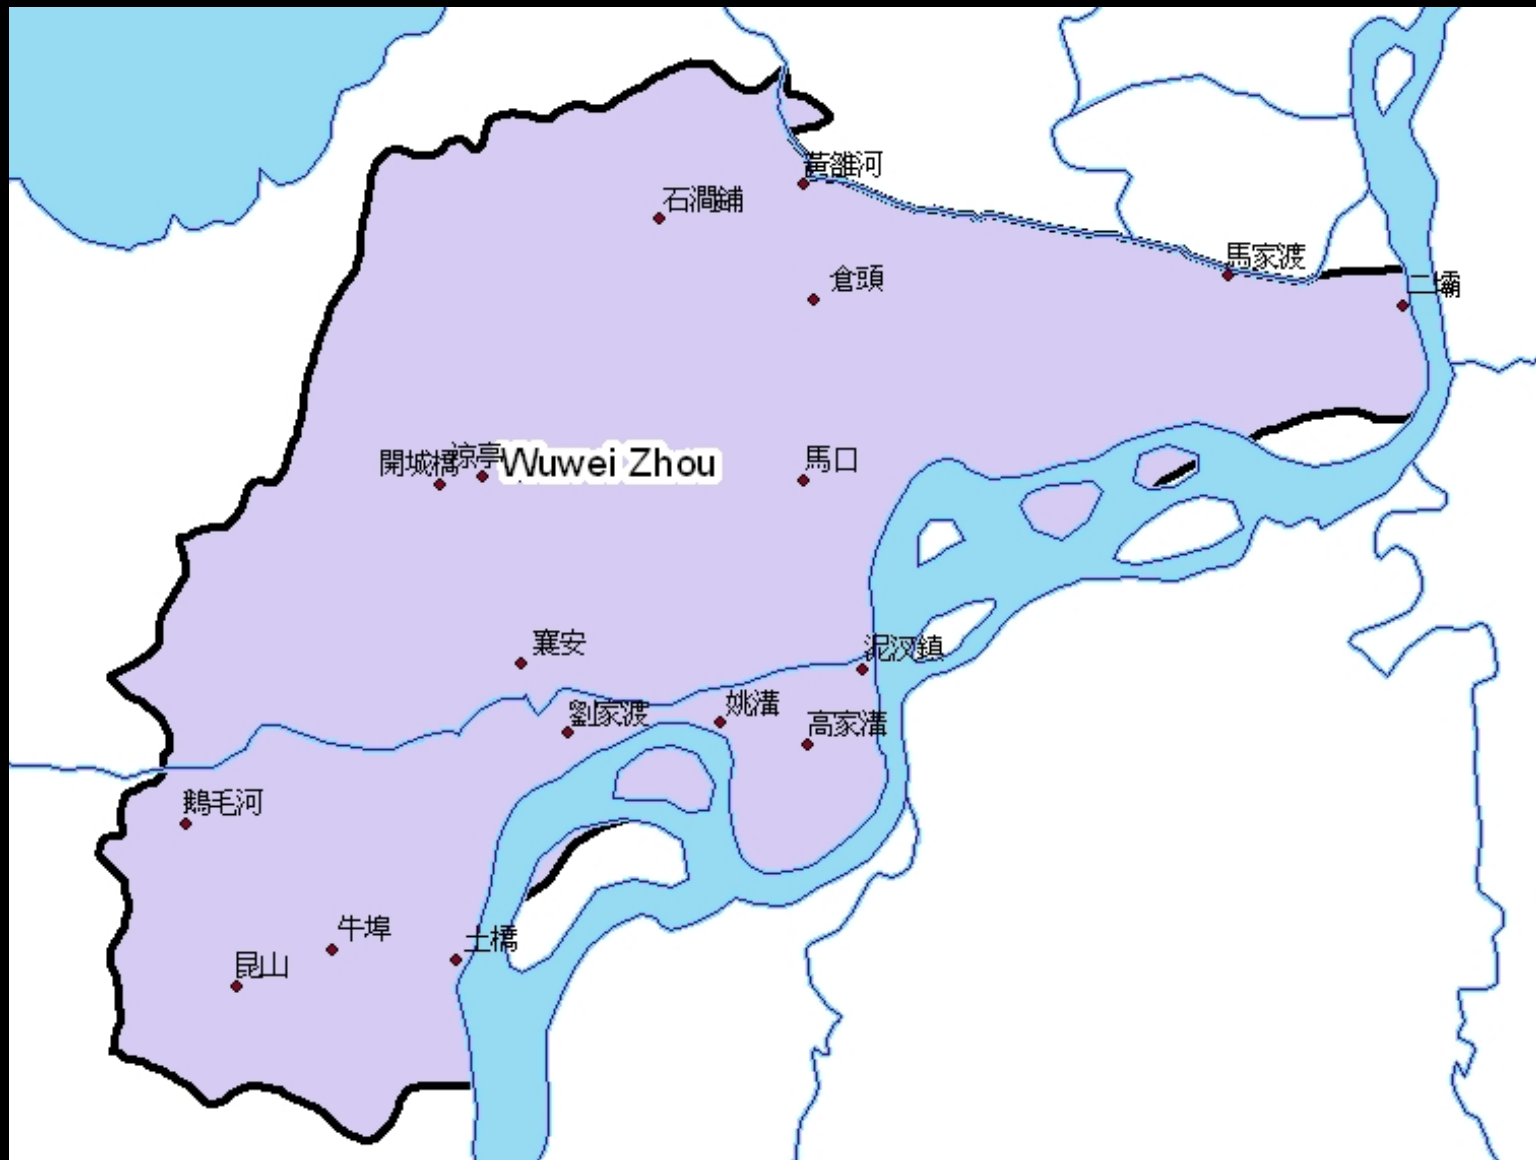 黃雒河
石澗鋪
馬家渡
倉頭
二壩
開城橋
涼亭
Wuwei Zhou
馬口
襄安
泥汊鎮
姚溝
劉家渡
高家溝
鵝毛河
牛埠
土橋
昆山